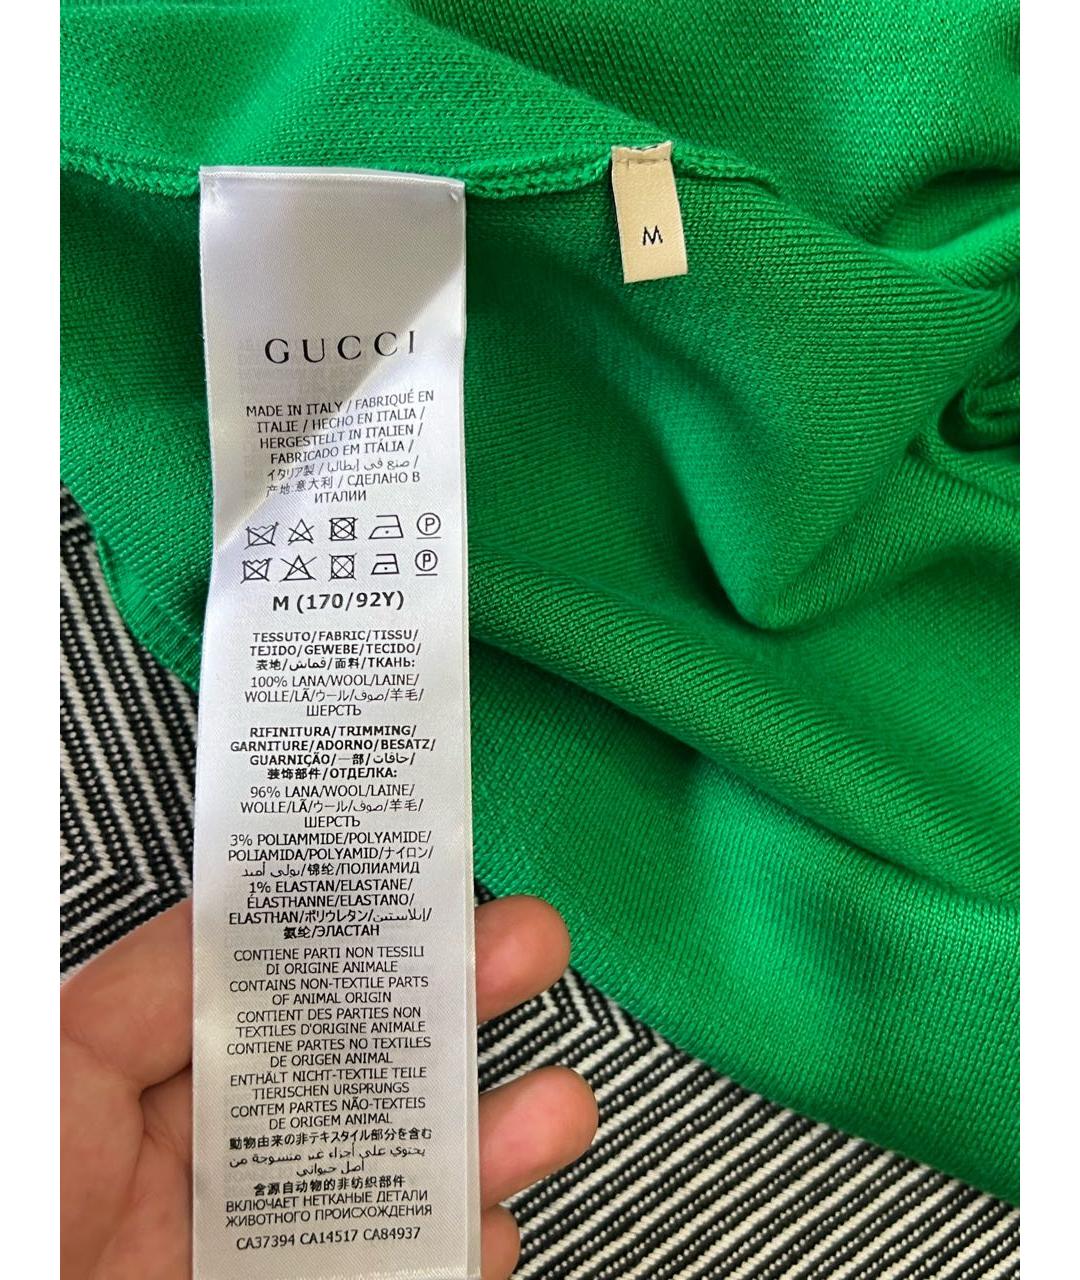 M
GUCCI
MADE IN ITALY / FABRIQUÉ EN
ITALIE / HECHO EN ITALIA /
HERGESTELLT IN ITALIEN /
FABRICADO EM ITÁLIA /
イタリア製 / صنع في إيطاليا /
产地:意大利 / СДЕЛАНО В
ИТАЛИИ
P
P
M (170/92Y)
TESSUTO/FABRIC/TISSU/
TEJIDO/GEWEBE/TECIDO/
表地/قماش/面料/ТКАНЬ:
100% LANA/WOOL/LAINE/
WOLLE/LÃ/ウール/صوف/羊毛/
ШЕРСТЬ
RIFINITURA/TRIMMING/
GARNITURE/ADORNO/BESATZ/
GUARNIÇÃO/一部/حافات/
装饰部件/ОТДЕЛКА:
96% LANA/WOOL/LAINE/
WOLLE/LÃ/ウール/صوف/羊毛/
ШЕРСТЬ
3% POLIAMMIDE/POLYAMIDE/
POLIAMIDA/POLYAMID/ナイロン/
بولي أميد/锦纶/ПОЛИАМИД
1% ELASTAN/ELASTANE/
ÉLASTHANNE/ELASTANO/
ELASTHAN/ポリウレタン/إيلاستين/
氨纶/ЭЛАСТАН
CONTIENE PARTI NON TESSILI
DI ORIGINE ANIMALE
CONTAINS NON-TEXTILE PARTS
OF ANIMAL ORIGIN
CONTIENT DES PARTIES NON
TEXTILES D'ORIGINE ANIMALE
CONTIENE PARTES NO TEXTILES
DE ORIGEN ANIMAL
ENTHÄLT NICHT-TEXTILE TEILE
TIERISCHEN URSPRUNGS
CONTEM PARTES NÃO-TEXTEIS
DE ORIGEM ANIMAL
動物由来の非テキスタイル部分を含む
يحتوي على أجزاء غير منسوجة من
أصل حيواني
含源自动物的非纺织部件
ВКЛЮЧАЕТ НЕТКАНЫЕ ДЕТАЛИ
ЖИВОТНОГО ПРОИСХОЖДЕНИЯ
CA37394 CA14517 CA84937